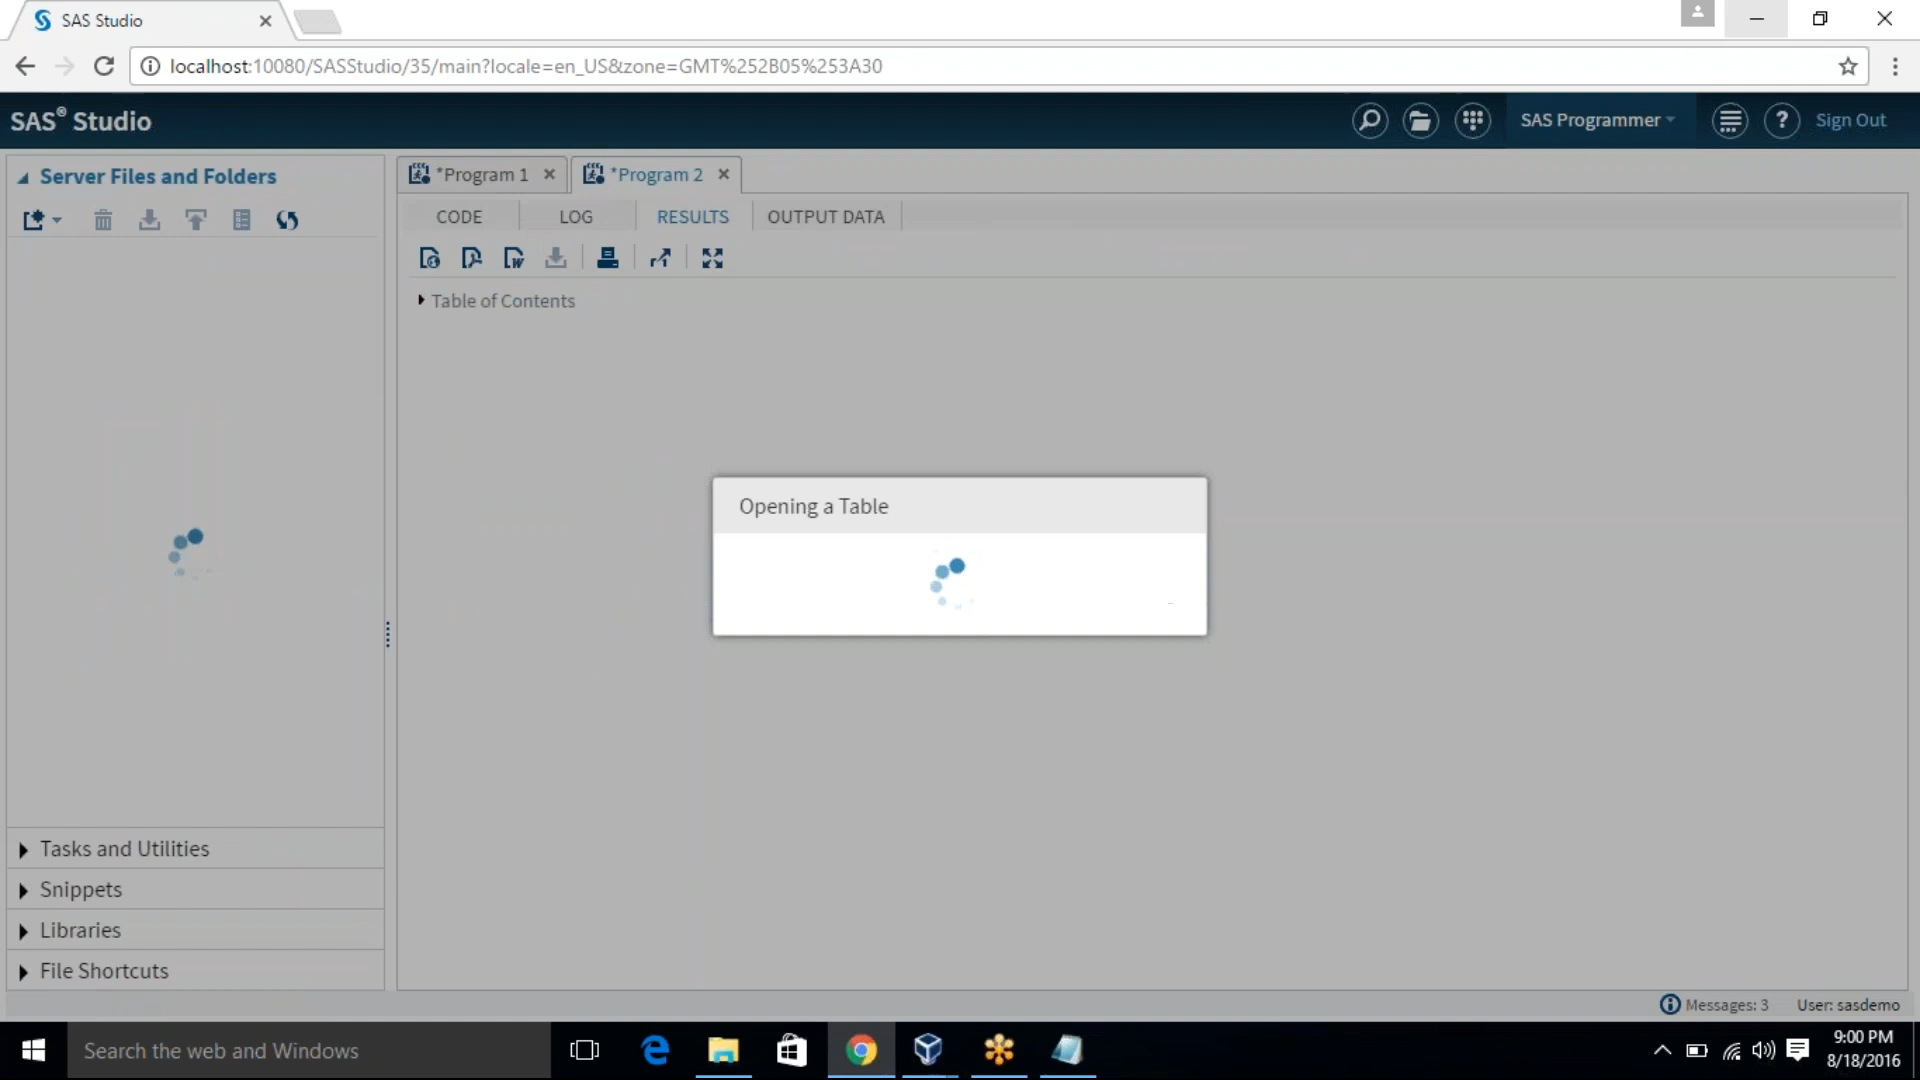 SAS Studio
localhost:10080/SASStudio/35/main?locale=en_US&zone=GMT%252B05%253A30
SAS® Studio
SAS Programmer
?
Sign Out
Server Files and Folders
*Program 1
*Program 2
CODE
LOG
RESULTS
OUTPUT DATA
Table of Contents
Opening a Table
Tasks and Utilities
Snippets
Libraries
File Shortcuts
Messages: 3
User: sasdemo
Search the web and Windows
9:00 PM
8/18/2016